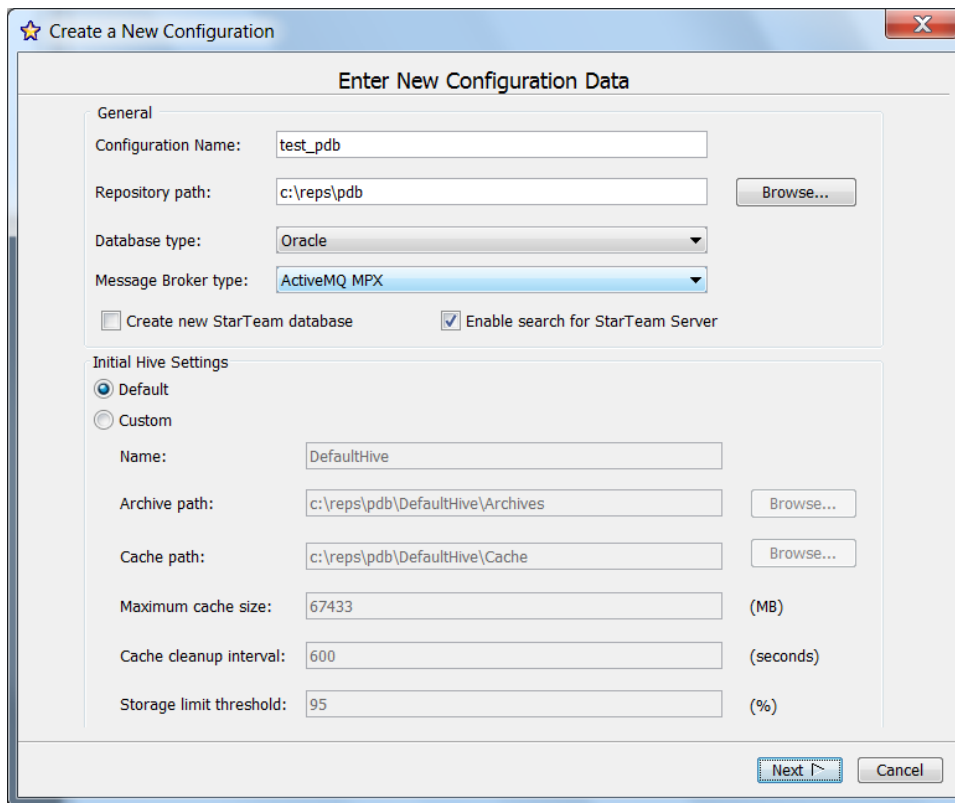 Create a New Configuration
Enter New Configuration Data
General
Configuration Name: test_pdb
Repository path: c:\reps\pdb Browse...
Database type: Oracle
Message Broker type: ActiveMQ MPX
Create new StarTeam database Enable search for StarTeam Server
Initial Hive Settings
Default
Custom
Name: DefaultHive
Archive path: c:\reps\pdb\DefaultHive\Archives Browse...
Cache path: c:\reps\pdb\DefaultHive\Cache Browse...
Maximum cache size: 67433 (MB)
Cache cleanup interval: 600 (seconds)
Storage limit threshold: 95 (%)
Next Cancel